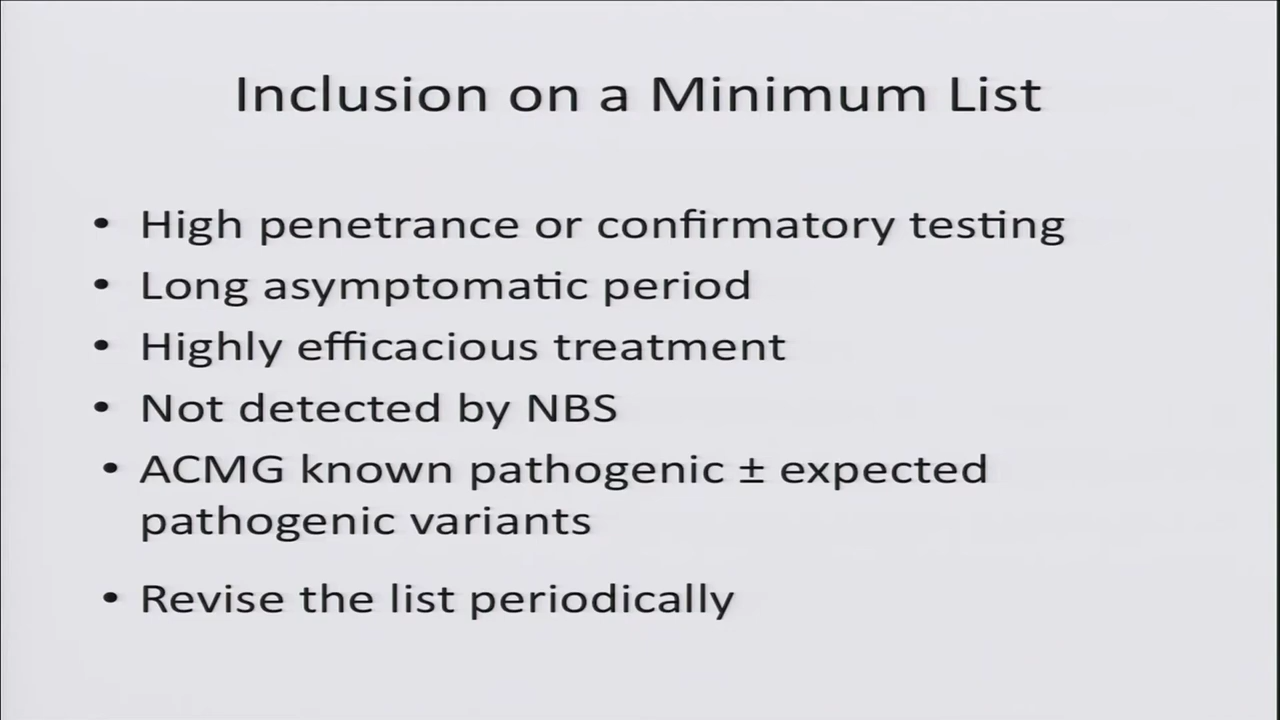 Inclusion on a Minimum List
• High penetrance or confirmatory testing
• Long asymptomatic period
• Highly efficacious treatment
• Not detected by NBS
• ACMG known pathogenic ± expected
pathogenic variants
• Revise the list periodically